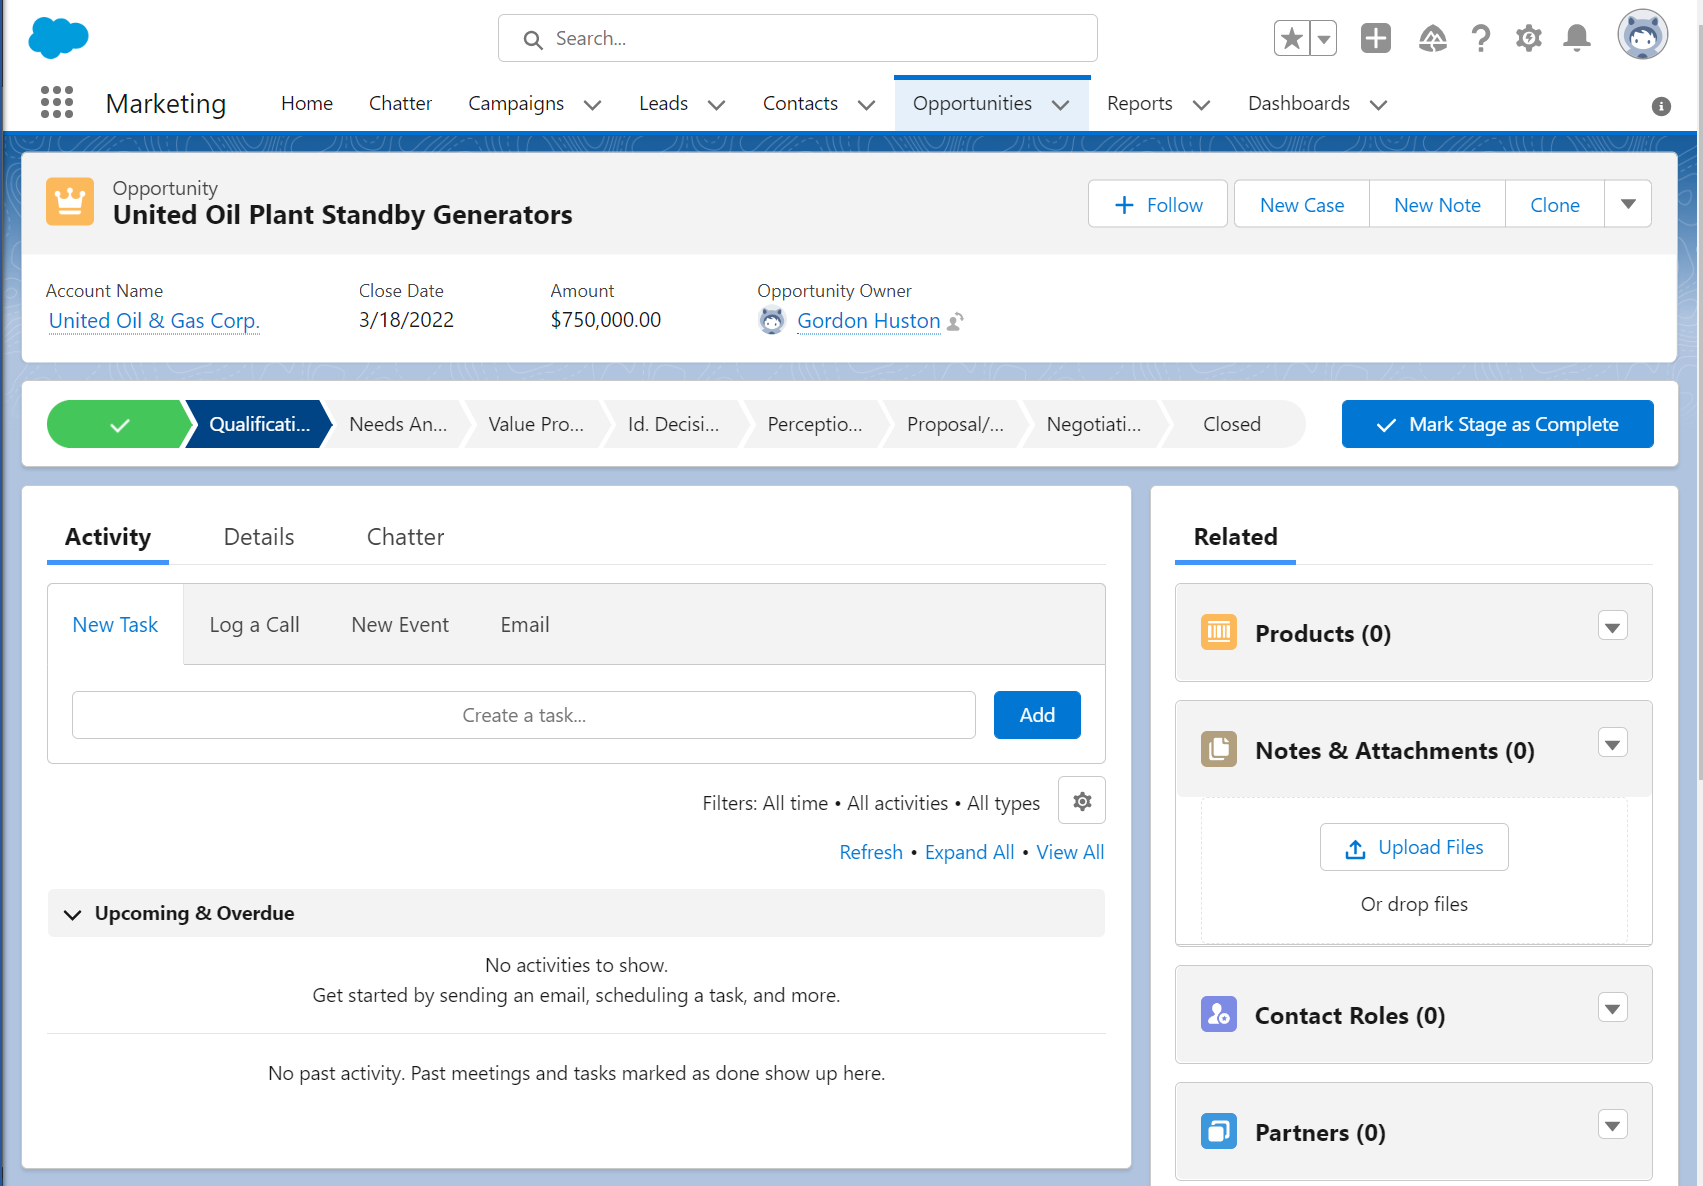 Search...
Marketing
Home
Chatter
Campaigns
Leads
Contacts
Opportunities
Reports
Dashboards
Opportunity
United Oil Plant Standby Generators
Follow
New Case
New Note
Clone
Account Name
Close Date
Amount
Opportunity Owner
United Oil & Gas Corp.
3/18/2022
$750,000.00
Gordon Huston
Qualificati...
Needs An...
Value Pro...
Id. Decisi...
Perceptio...
Proposal/...
Negotiati...
Closed
Mark Stage as Complete
Activity
Details
Chatter
New Task
Log a Call
New Event
Email
Create a task...
Add
Filters: All time • All activities • All types
Refresh • Expand All • View All
Upcoming & Overdue
No activities to show.
Get started by sending an email, scheduling a task, and more.
No past activity. Past meetings and tasks marked as done show up here.
Related
Products (0)
Notes & Attachments (0)
Upload Files
Or drop files
Contact Roles (0)
Partners (0)